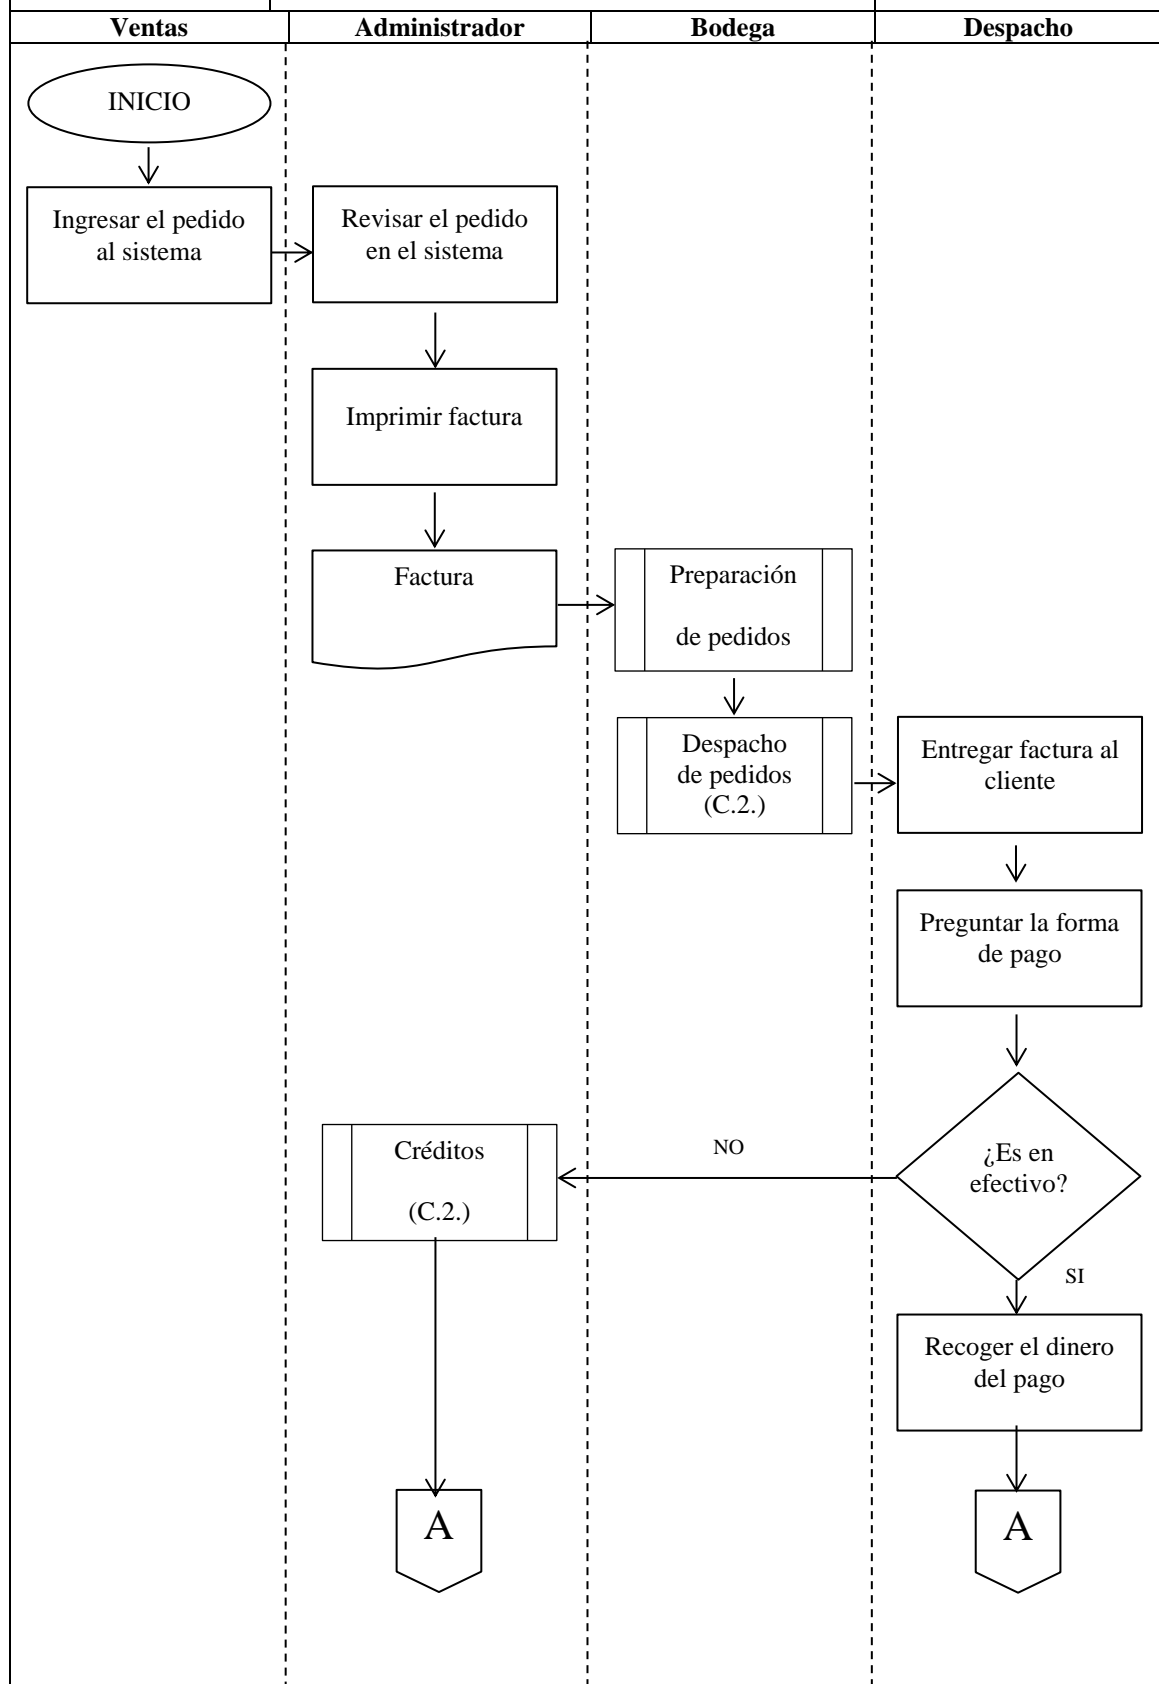 Ventas
Administrador
Bodega
Despacho
INICIO
Ingresar el pedido
al sistema
Revisar el pedido
en el sistema
Imprimir factura
Factura
Preparación
de pedidos
Despacho
de pedidos
(C.2.)
Entregar factura al
cliente
Preguntar la forma
de pago
¿Es en
efectivo?
NO
Créditos
(C.2.)
SI
Recoger el dinero
del pago
A
A